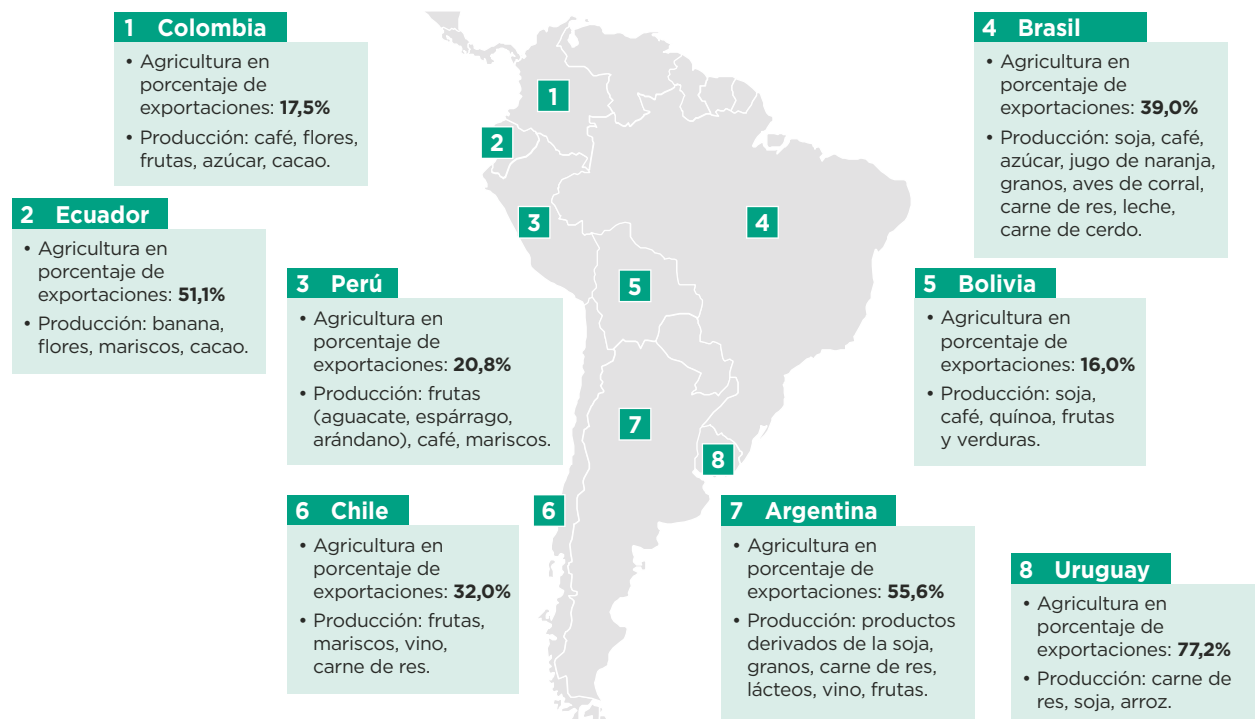 1 Colombia
• Agricultura en
porcentaje de
exportaciones: 17,5%
• Producción: café, flores,
frutas, azúcar, cacao.
2 Ecuador
• Agricultura en
porcentaje de
exportaciones: 51,1%
• Producción: banana,
flores, mariscos, cacao.
3 Perú
• Agricultura en
porcentaje de
exportaciones: 20,8%
• Producción: frutas
(aguacate, espárrago,
arándano), café, mariscos.
4 Brasil
• Agricultura en
porcentaje de
exportaciones: 39,0%
• Producción: soja, café,
azúcar, jugo de naranja,
granos, aves de corral,
carne de res, leche,
carne de cerdo.
5 Bolivia
• Agricultura en
porcentaje de
exportaciones: 16,0%
• Producción: soja,
café, quínoa, frutas
y verduras.
6 Chile
• Agricultura en
porcentaje de
exportaciones: 32,0%
• Producción: frutas,
mariscos, vino,
carne de res.
7 Argentina
• Agricultura en
porcentaje de
exportaciones: 55,6%
• Producción: productos
derivados de la soja,
granos, carne de res,
lácteos, vino, frutas.
8 Uruguay
• Agricultura en
porcentaje de
exportaciones: 77,2%
• Producción: carne de
res, soja, arroz.
1
2
3
4
5
6
7
8